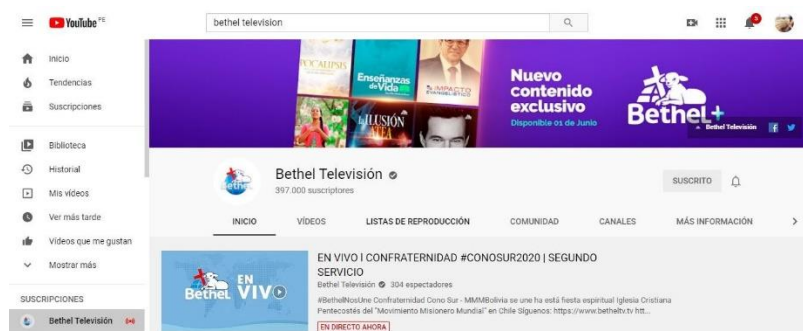 YouTube PE
bethel television
5
Inicio
Tendencias
Suscripciones
Biblioteca
Historial
Mis vídeos
Ver más tarde
Vídeos que me gustan
Mostrar más
SUSCRIPCIONES
Bethel Televisión
Enseñanzas
de Vida
IMPACTO
EVANGELÍSTICO
ILUSIÓN
ATEA
Nuevo
contenido
exclusivo
Disponible 01 de Junio
Bethel+
Bethel Televisión
Bethel Televisión
397.000 suscriptores
SUSCRITO
INICIO VÍDEOS LISTAS DE REPRODUCCIÓN COMUNIDAD CANALES MÁS INFORMACIÓN
Bethel EN VIVO
EN VIVO l CONFRATERNIDAD #CONOSUR2020 | SEGUNDO
SERVICIO
Bethel Televisión 304 espectadores
#BethelNosUne Confraternidad Cono Sur - MMMBolivia se une ha está fiesta espiritual Iglesia Cristiana
Pentecostés del "Movimiento Misionero Mundial" en Chile Síguenos: https://www.betheltv.tv htt...
EN DIRECTO AHORA